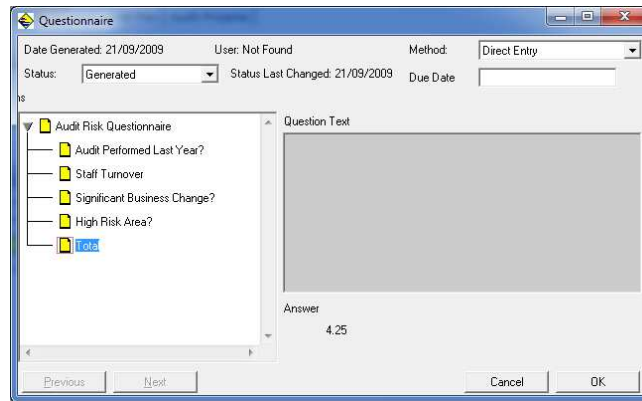 Questionnaire
Date Generated: 21/09/2009 User: Not Found Method: Direct Entry
Status: Generated Status Last Changed: 21/09/2009 Due Date
ns
Audit Risk Questionnaire
Audit Performed Last Year?
Staff Turnover
Significant Business Change?
High Risk Area?
Total
Question Text
Answer
4.25
Previous Next Cancel OK